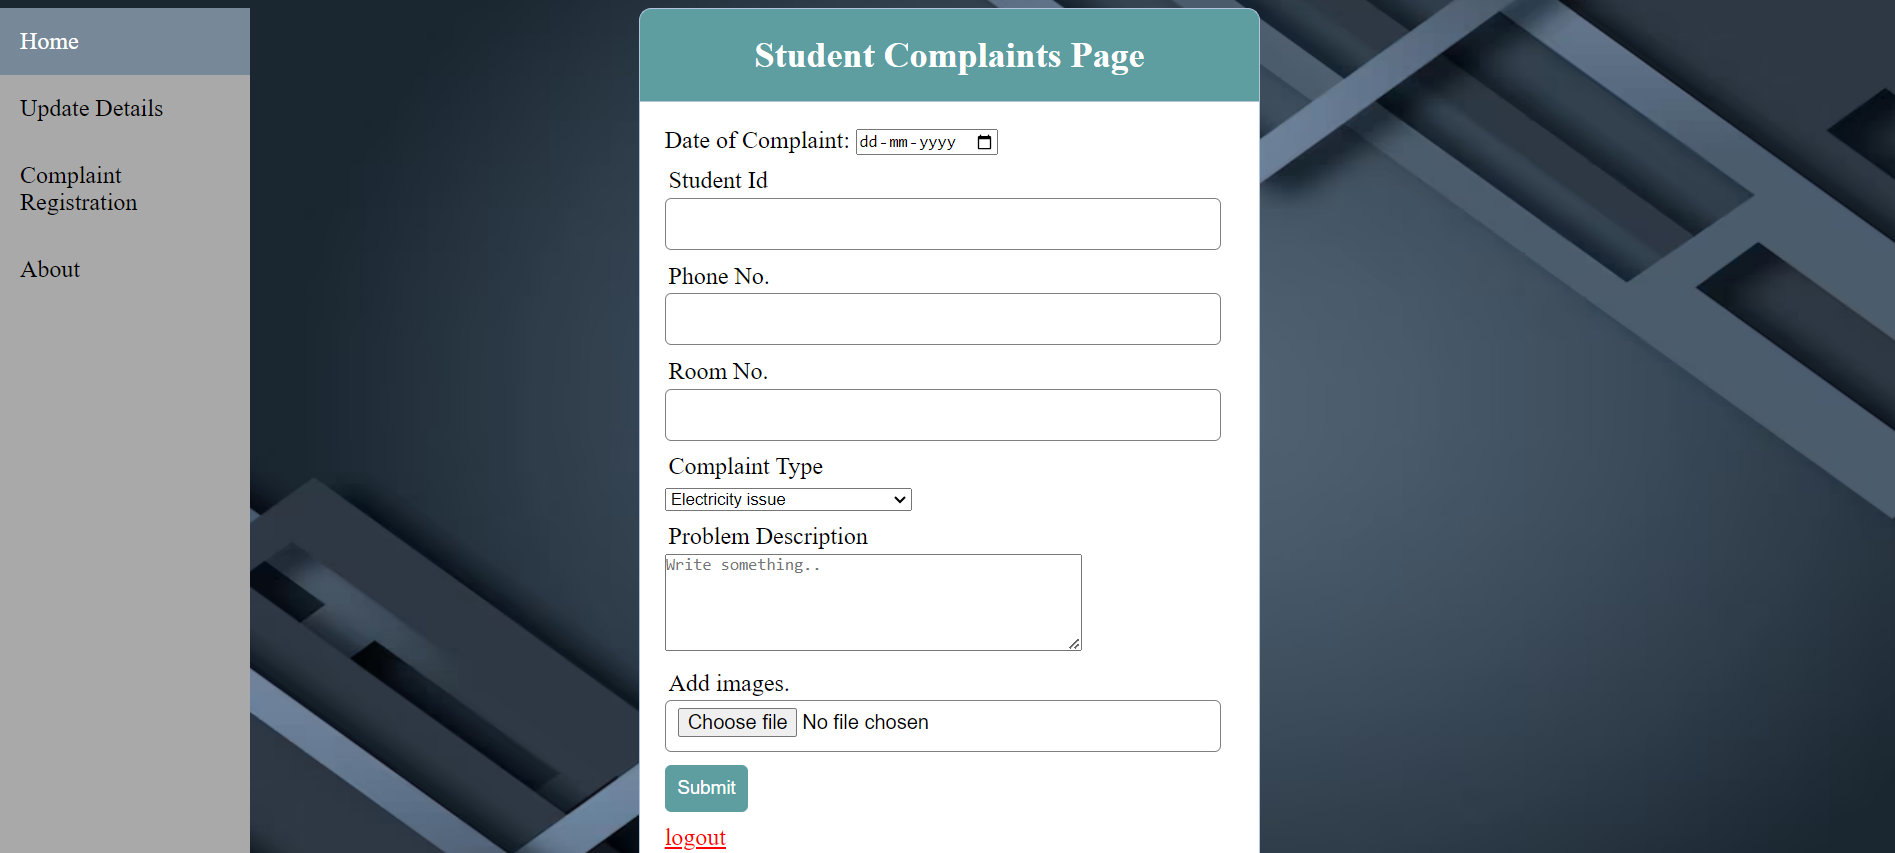 Home
Update Details
Complaint
Registration
About
Student Complaints Page
Date of Complaint: dd-mm-yyyy
Student Id
Phone No.
Room No.
Complaint Type
Electricity issue
Problem Description
Write something..
Add images.
Choose file No file chosen
Submit
logout